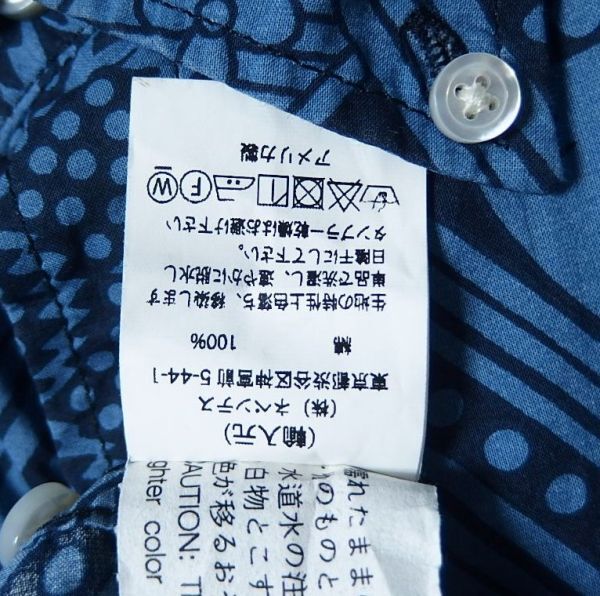 (輸入元)
(株) ネペンテス
東京都渋谷区神宮前5-44-
綿 100%
生地の特性上色落ち、移染します
単品で洗濯し、速やかに脱水し
日陰干にして下さい。
タンブラー乾燥はお避け下さい
F W
アメリカ製
濡れたまま
のものと
水道水の注
白物とこす
色が移るお
CAUTION: T
ghter color